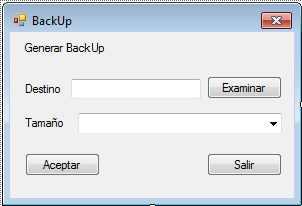 BackUp
Generar BackUp
Destino Examinar
Tamaño
Aceptar Salir